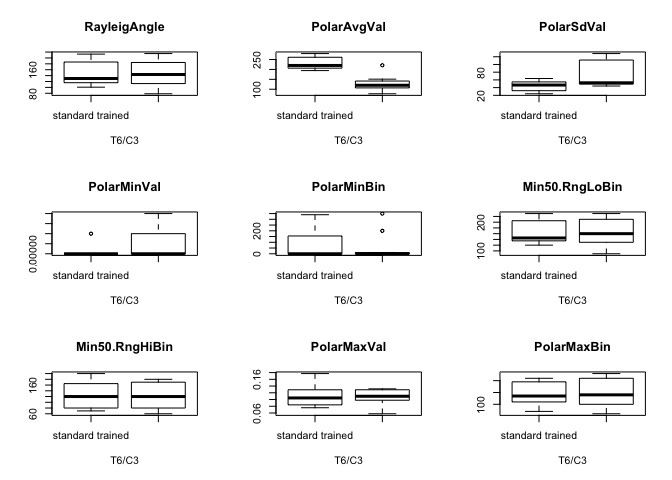 RayleigAngle
80 160
standard trained
T6/C3
PolarAvgVal
100 250
standard trained
T6/C3
PolarSdVal
20 80
standard trained
T6/C3
PolarMinVal
0.00000
standard trained
T6/C3
PolarMinBin
0 200
standard trained
T6/C3
Min50.RngLoBin
100 200
standard trained
T6/C3
Min50.RngHiBin
60 160
standard trained
T6/C3
PolarMaxVal
0.06 0.16
standard trained
T6/C3
PolarMaxBin
100
standard trained
T6/C3